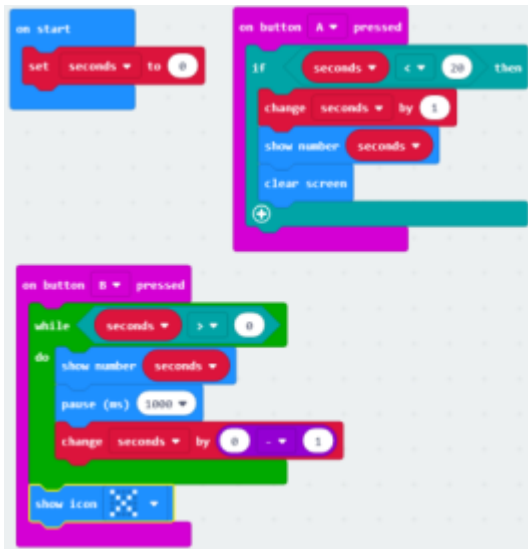 on start
set seconds to 0
on button A pressed
if seconds < 20 then
change seconds by 1
show number seconds
clear screen
on button B pressed
while seconds > 0
do
show number seconds
pause (ms) 1000
change seconds by 0 - 1
show icon